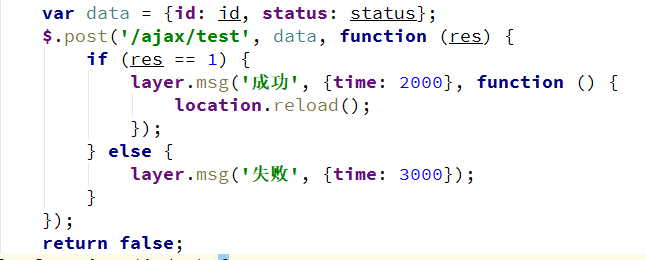 var data = {id: id, status: status};
$.post('/ajax/test', data, function (res) {
    if (res == 1) {
        layer.msg('成功', {time: 2000}, function () {
            location.reload();
        });
    } else {
        layer.msg('失败', {time: 3000});
    }
});
return false;